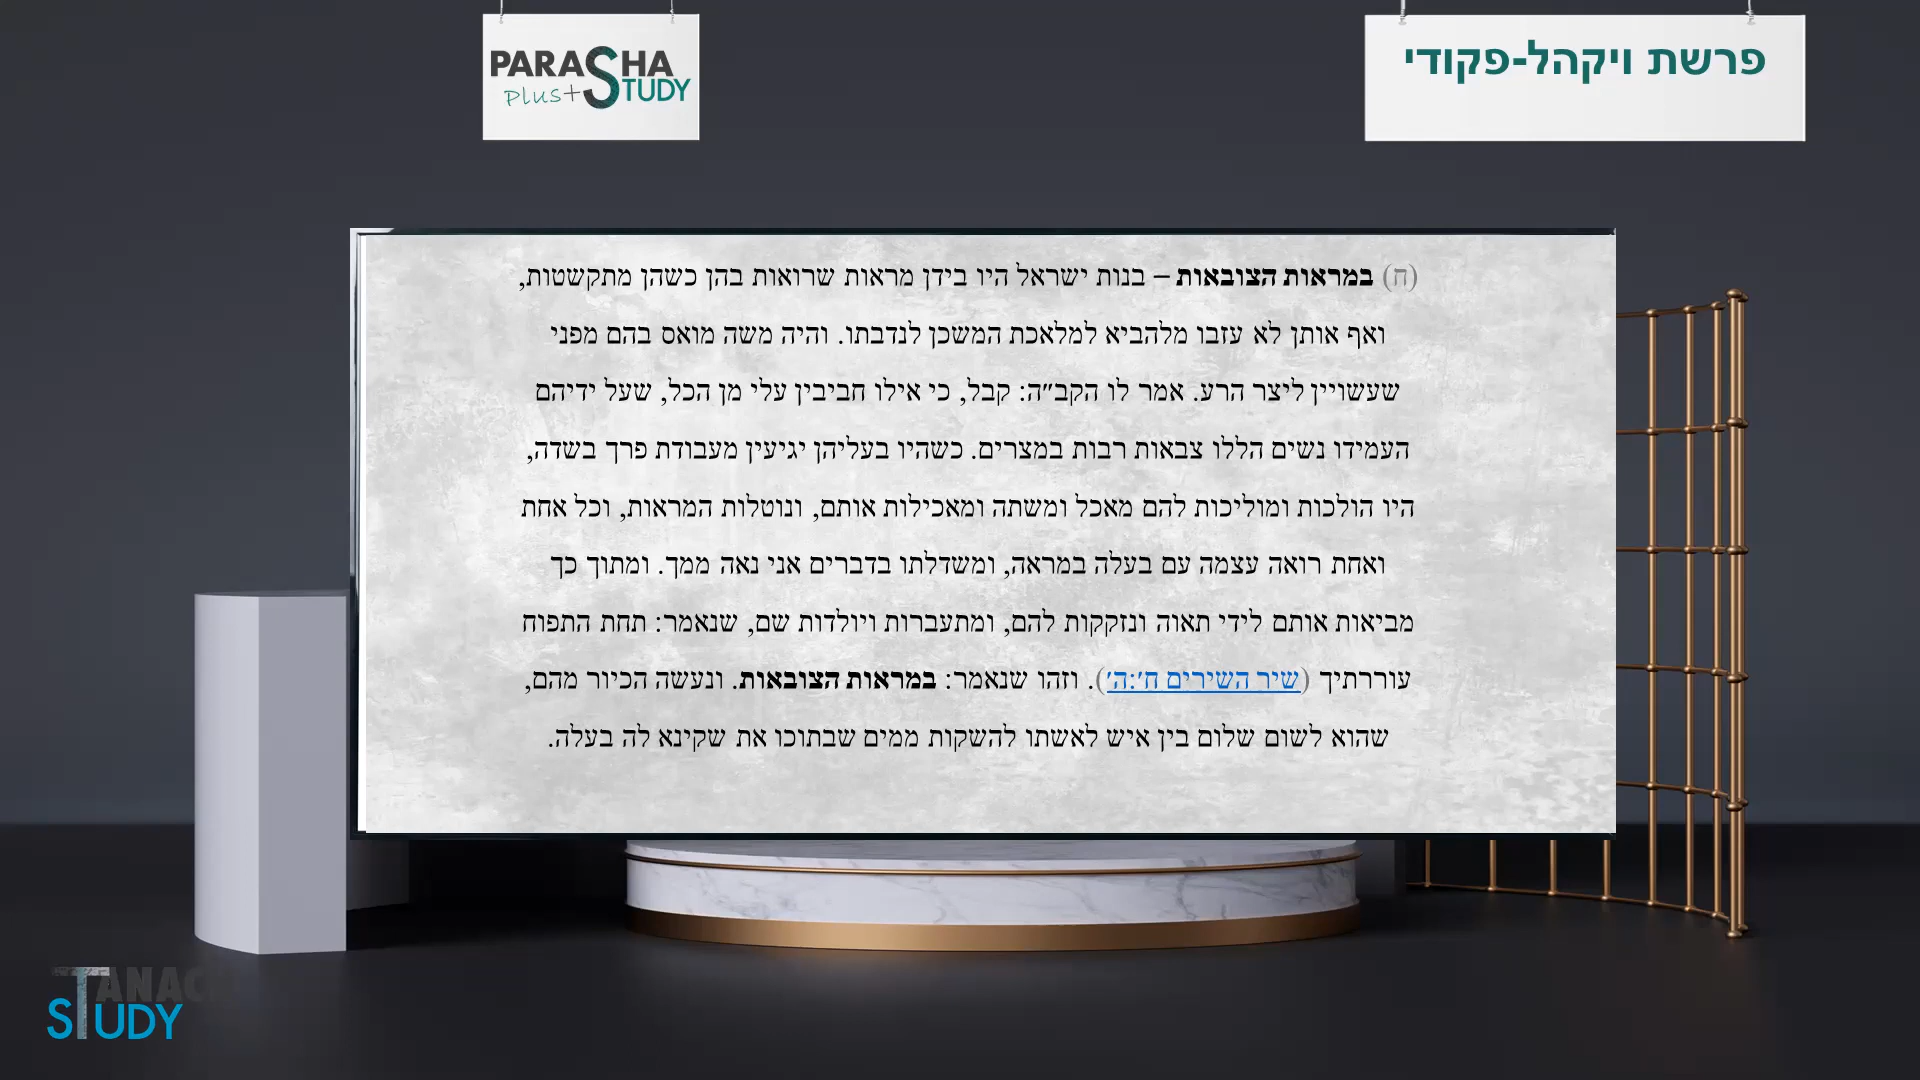 PARASHA
Plus+ STUDY
פרשת ויקהל-פקודי
(ח) במראות הצובאות – בנות ישראל היו בידן מראות שרואות בהן כשהן מתקשטות,
ואף אותן לא עזבו מלהביא למלאכת המשכן לנדבתו. והיה משה מואס בהם מפני
שעשויין ליצר הרע. אמר לו הקב״ה: קבל, כי אילו חביבין עלי מן הכל, שעל ידיהם
העמידו נשים הללו צבאות רבות במצרים. כשהיו בעליהן יגיעין מעבודת פרך בשדה,
היו הולכות ומוליכות להם מאכל ומשתה ומאכילות אותם, ונוטלות המראות, וכל אחת
ואחת רואה עצמה עם בעלה במראה, ומשדלתו בדברים אני נאה ממך. ומתוך כך
מביאות אותם לידי תאוה ונזקקות להם, ומתעברות ויולדות שם, שנאמר: תחת התפוח
עוררתיך (שיר השירים ח׳:ה׳). וזהו שנאמר: במראות הצובאות. ונעשה הכיור מהם,
שהוא לשום שלום בין איש לאשתו להשקות ממים שבתוכו את שקינא לה בעלה.
TANACH
STUDY